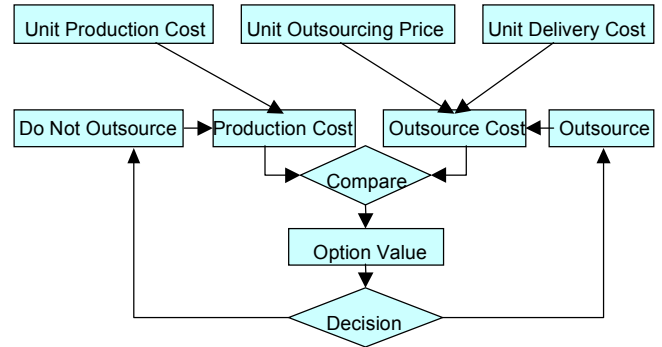 Unit Production Cost
Unit Outsourcing Price
Unit Delivery Cost
Do Not Outsource
Production Cost
Outsource Cost
Outsource
Compare
Option Value
Decision